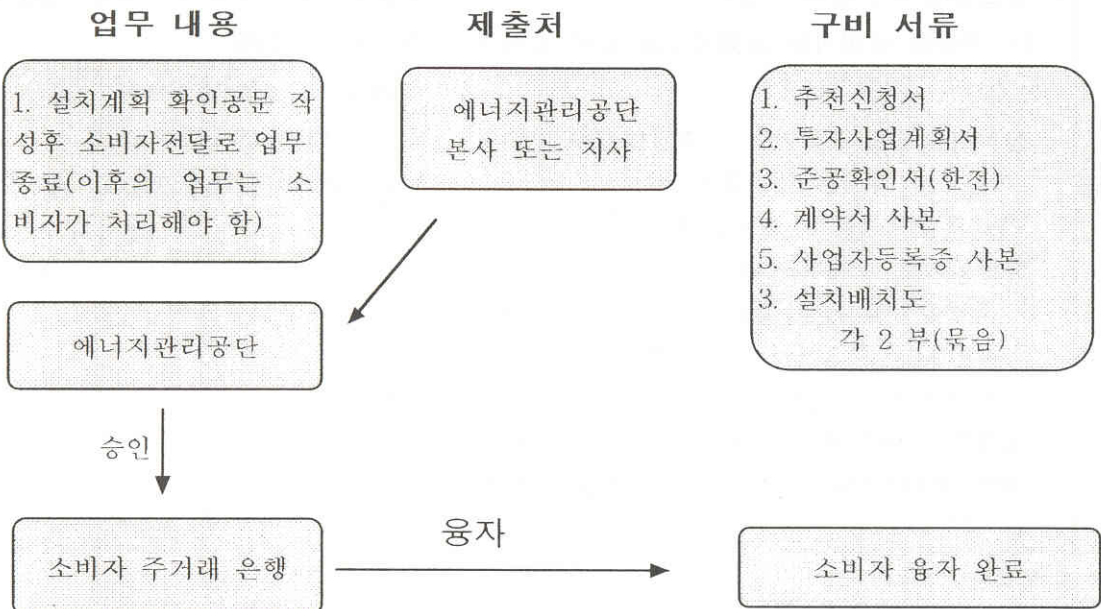 업무 내용
제출처
구비 서류
1. 설치계획 확인공문 작
성후 소비자전달로 업무
종료(이후의 업무는 소
비자가 처리해야 함)
에너지관리공단
본사 또는 지사
1. 추천신청서
2. 투자사업계획서
3. 준공확인서(한전)
4. 계약서 사본
5. 사업자등록증 사본
3. 설치배치도
각 2 부(묶음)
에너지관리공단
승인
소비자 주거래 은행
융자
소비자 융자 완료